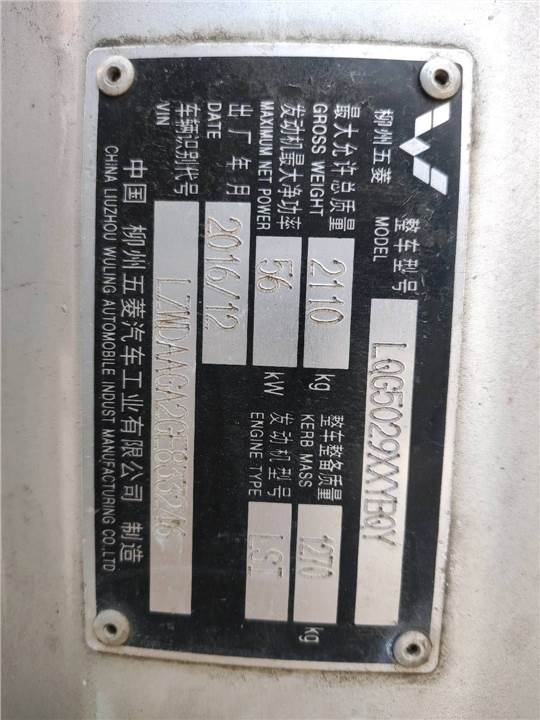 柳州五菱
整车型号 LQG5029XXYBQY
MODEL
最大允许总质量 2110 kg 整车整备质量 1270 kg
GROSS WEIGHT KERB MASS
发动机最大净功率 56 kW 发动机型号
MAXIMUM NET POWER ENGINE TYPE
出厂年月 2016/12
DATE
车辆识别代号
VIN
中国 柳州五菱汽车工业有限公司 制造
CHINA LIUZHOU WULING AUTOMOBILE INDUST MANUFACTURING CO.,LTD